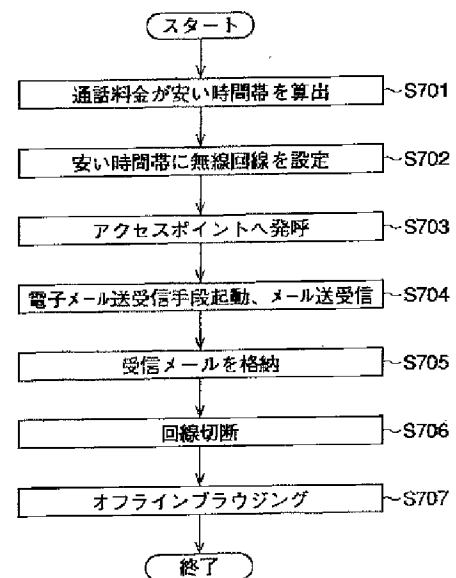 スタート
通話料金が安い時間帯を算出 S701
安い時間帯に無線回線を設定 S702
アクセスポイントへ発呼 S703
電子メール送受信手段起動、メール送受信 S704
受信メールを格納 S705
回線切断 S706
オフラインブラウジング S707
終了